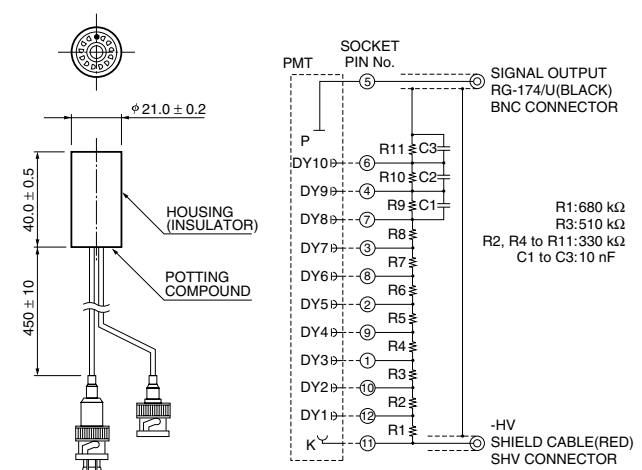 ϕ 21.0 ± 0.2
40.0 ± 0.5
450 ± 10
HOUSING
(INSULATOR)
POTTING
COMPOUND
PMT
SOCKET
PIN No.
5
SIGNAL OUTPUT
RG-174/U(BLACK)
BNC CONNECTOR
P
R11 C3
DY10 6
R10 C2
DY9 4
R9 C1
DY8 7
R8
DY7 3
R7
DY6 8
R6
DY5 2
R5
DY4 9
R4
DY3 1
R3
DY2 10
R2
DY1 12
R1
K 11
R1:680 kΩ
R3:510 kΩ
R2, R4 to R11:330 kΩ
C1 to C3:10 nF
-HV
SHIELD CABLE(RED)
SHV CONNECTOR